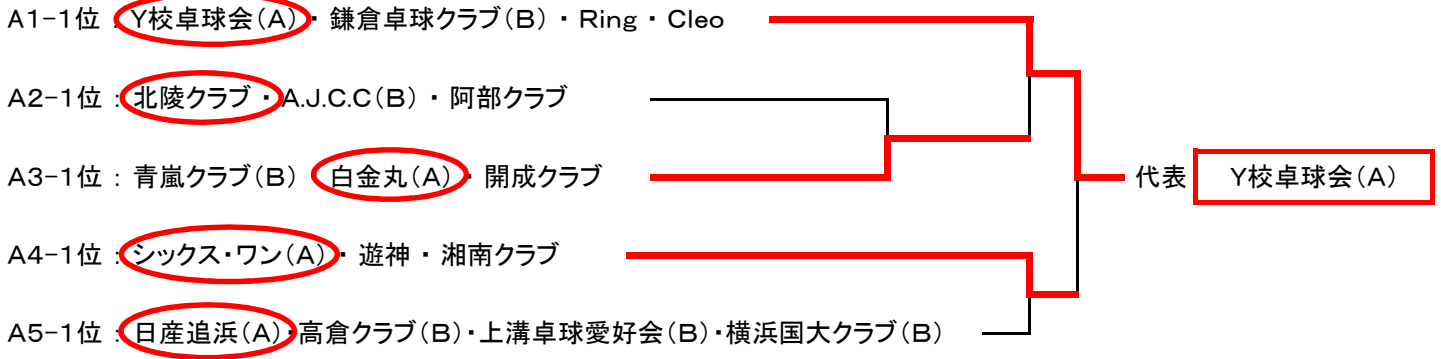 A1-1位 : Y校卓球会(A) ・ 鎌倉卓球クラブ(B) ・ Ring ・ Cleo
A2-1位 : 北陵クラブ ・ A.J.C.C(B) ・ 阿部クラブ
A3-1位 : 青嵐クラブ(B) 白金丸(A) ・ 開成クラブ
代表 Y校卓球会(A)
A4-1位 : シックス・ワン(A) ・ 遊神 ・ 湘南クラブ
A5-1位 : 日産追浜(A)・高倉クラブ(B)・上溝卓球愛好会(B)・横浜国大クラブ(B)